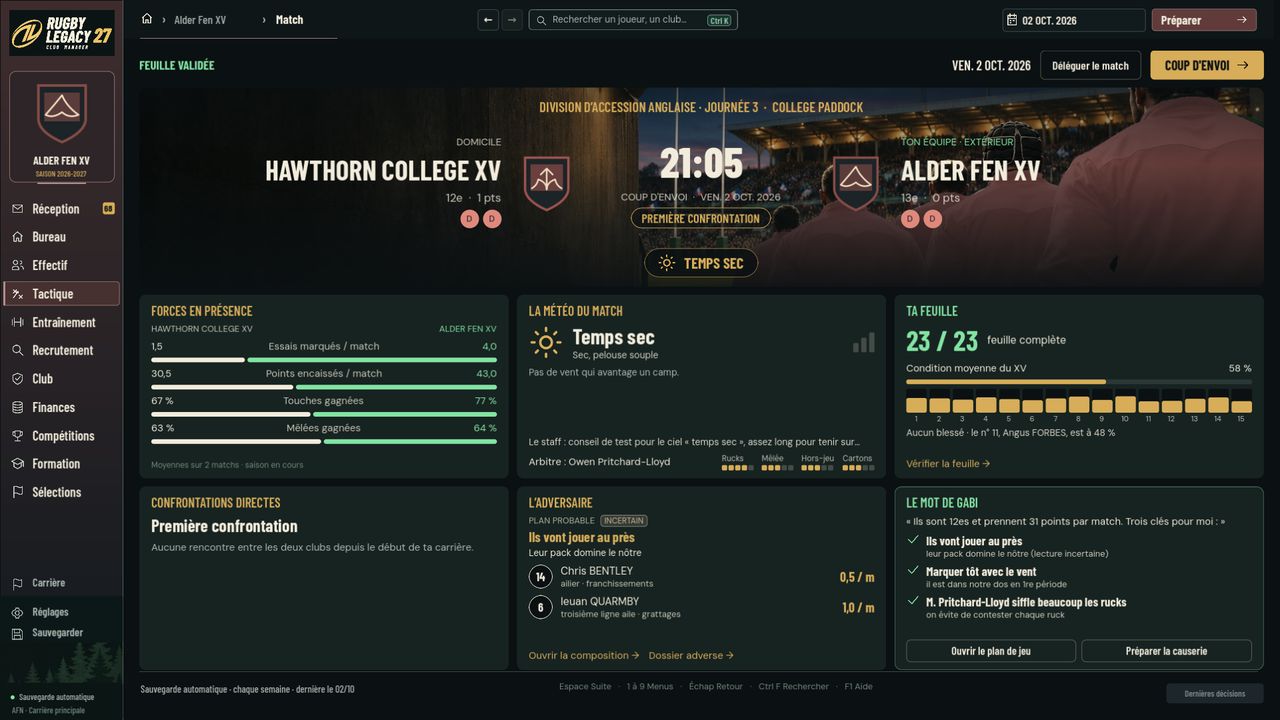 RUGBY
LEGACY 27
CLUB MANAGER
Alder Fen XV
Match
Rechercher un joueur, un club...
Ctrl K
02 OCT. 2026
Préparer
ALDER FEN XV
SAISON 2026-2027
Réception
68
Bureau
Effectif
Tactique
Entraînement
Recrutement
Club
Finances
Compétitions
Formation
Sélections
Carrière
Réglages
Sauvegarder
Sauvegarde automatique
AFN · Carrière principale
FEUILLE VALIDÉE
VEN. 2 OCT. 2026
Déléguer le match
COUP D'ENVOI →
DIVISION D'ACCESSION ANGLAISE · JOURNÉE 3 · COLLEGE PADDOCK
DOMICILE
HAWTHORN COLLEGE XV
12e · 1 pts
D D
21:05
COUP D'ENVOI · VEN. 2 OCT. 2026
PREMIÈRE CONFRONTATION
TEMPS SEC
TON ÉQUIPE · EXTÉRIEUR
ALDER FEN XV
13e · 0 pts
D D
FORCES EN PRÉSENCE
HAWTHORN COLLEGE XV ALDER FEN XV
1,5 Essais marqués / match 4,0
30,5 Points encaissés / match 43,0
67 % Touches gagnées 77 %
63 % Mêlées gagnées 64 %
Moyennes sur 2 matchs · saison en cours
LA MÉTÉO DU MATCH
Temps sec
Sec, pelouse souple
Pas de vent qui avantage un camp.
Le staff : conseil de test pour le ciel « temps sec », assez long pour tenir sur...
Arbitre : Owen Pritchard-Lloyd
Rucks Mêlée Hors-jeu Cartons
TA FEUILLE
23 / 23 feuille complète
Condition moyenne du XV 58 %
1 2 3 4 5 6 7 8 9 10 11 12 13 14 15
Aucun blessé · le n° 11, Angus FORBES, est à 48 %
Vérifier la feuille →
CONFRONTATIONS DIRECTES
Première confrontation
Aucune rencontre entre les deux clubs depuis le début de ta carrière.
L'ADVERSAIRE
PLAN PROBABLE INCERTAIN
Ils vont jouer au près
Leur pack domine le nôtre
14 Chris BENTLEY 0,5 / m
ailier · franchissements
6 Ieuan QUARMBY 1,0 / m
troisième ligne aile · grattages
Ouvrir la composition → Dossier adverse →
LE MOT DE GABI
« Ils sont 12es et prennent 31 points par match. Trois clés pour moi : »
Ils vont jouer au près
leur pack domine le nôtre (lecture incertaine)
Marquer tôt avec le vent
il est dans notre dos en 1re période
M. Pritchard-Lloyd siffle beaucoup les rucks
on évite de contester chaque ruck
Ouvrir le plan de jeu
Préparer la causerie
Sauvegarde automatique · chaque semaine · dernière le 02/10
Espace Suite · 1 à 9 Menus · Échap Retour · Ctrl F Rechercher · F1 Aide
Dernières décisions